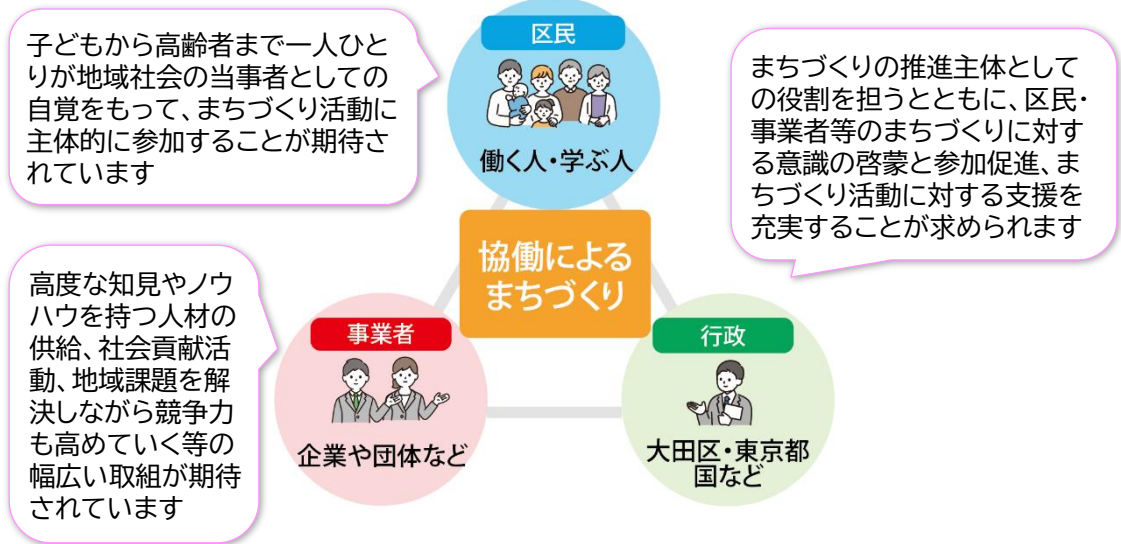 子どもから高齢者まで一人ひと
りが地域社会の当事者としての
自覚をもって、まちづくり活動に
主体的に参加することが期待さ
れています
区民
働く人・学ぶ人
まちづくりの推進主体として
の役割を担うとともに、区民・
事業者等のまちづくりに対す
る意識の啓蒙と参加促進、ま
ちづくり活動に対する支援を
充実することが求められます
協働による
まちづくり
高度な知見やノウ
ハウを持つ人材の
供給、社会貢献活
動、地域課題を解
決しながら競争力
も高めていく等の
幅広い取組が期待
されています
事業者
企業や団体など
行政
大田区・東京都
国など